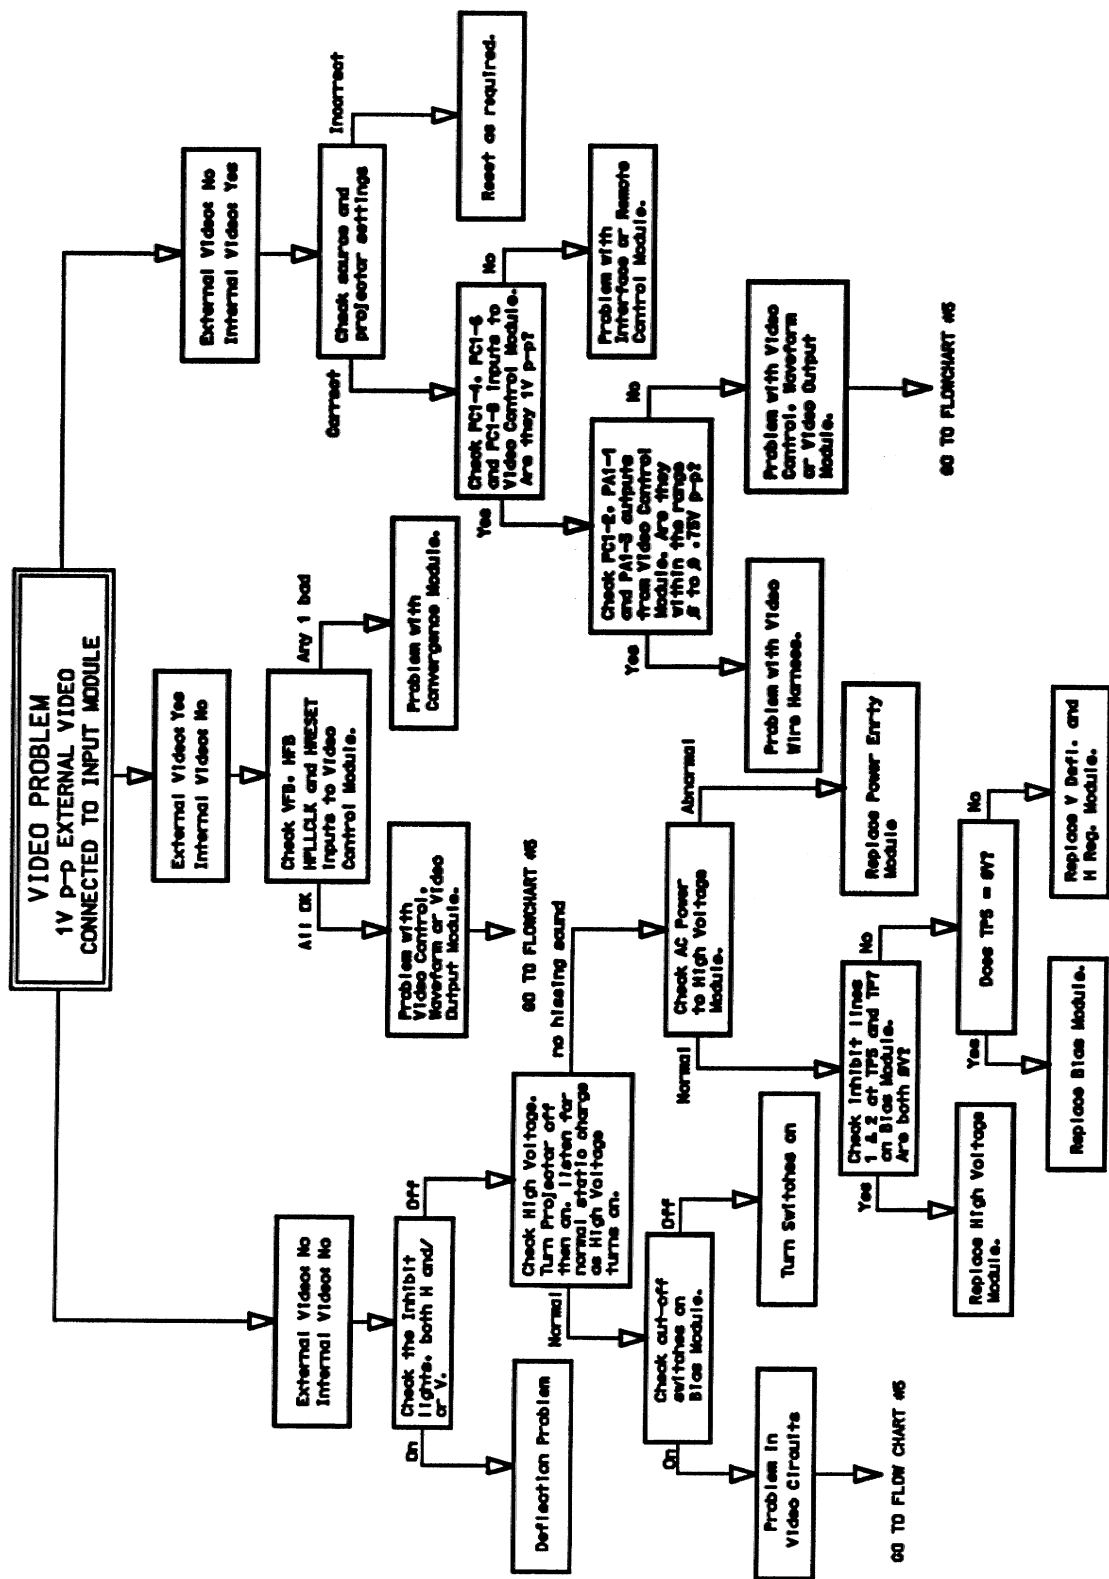 VIDEO PROBLEM
1V p-p EXTERNAL VIDEO
CONNECTED TO INPUT MODULE
External Video: No
Internal Video: No
Check the Inhibit
lights, both H and/
or V.
On
Off
Deflection Problem
Check High Voltage.
Turn Projector off
then on, listen for
normal static charge
as High Voltage
turns on.
Normal
no hissing sound
Check cut-off
switches on
Bias Module.
On
Off
Problem in
Video Circuits
GO TO FLOW CHART #5
Turn Switches on
Check AC Power
to High Voltage
Module.
Normal
Abnormal
Check Inhibit lines
1 & 2 at TP5 and TP7
on Bias Module.
Are both 0V?
Yes
No
Replace High Voltage
Module.
Does TP5 = 0V?
Yes
No
Replace Bias Module.
Replace V Defl. and
H Reg. Module.
Replace Power Enrty
Module
External Video: Yes
Internal Video: No
Check VFB, HFB
HPLLCLK and HRESET
Inputs to Video
Control Module.
All OK
Any 1 bad
Problem with
Video Control,
Waveform or Video
Output Module.
GO TO FLOWCHART #5
Problem with
Convergence Module.
External Video: No
Internal Video: Yes
Check source and
projector settings
Correct
Incorrect
Reset as required.
Check PC1-4, PC1-6
and PC1-8 inputs to
Video Control Module.
Are they 1V p-p?
Yes
No
Problem with
Interface or Remote
Control Module.
Check PC1-2, PA1-1
and PA1-3 outputs
from Video Control
Module. Are they
within the range
0 to 0.75V p-p?
Yes
No
Problem with Video
Wire Harness.
Problem with Video
Control, Waveform
or Video Output
Module.
GO TO FLOWCHART #5